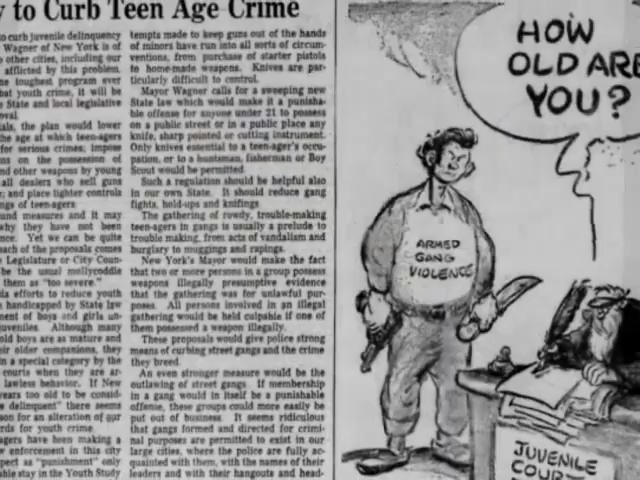 y to Curb Teen Age Crime
to curb juvenile delinquency
Wagner of New York is of
o other cities, including our
afflicted by this problem.
he toughest program ever
bat youth crime, it will be
State and local legislative
oval.
als, the plan would lower
the age at which teen-agers
for serious crimes; impose
ns on the possession of
nd other weapons by young
all dealers who sell guns
; and place tighter controls
ngs of teen-agers.
und measures and it may
why they have not been
nce. Yet we can be quite
each of the proposals comes
Legislature or City Coun-
be the usual mollycoddle
them as "too severe."
his efforts to reduce youth
handicapped by State law
ment of boys and girls un-
juveniles. Although many
old boys are as mature and
ir older companions, they
in a special category by the
courts when they are ar-
lawless behavior. If New
years too old to be consid-
delinquent" there seems
son for an alteration of our
rds for youth crime.
agers have been making a
w enforcement in this city
pect as "punishment" only
able stay in the Youth Study
tempts made to keep guns out of the hands
of minors have run into all sorts of circum-
ventions, from purchase of starter pistols
to home-made weapons. Knives are par-
ticularly difficult to control.
Mayor Wagner calls for a sweeping new
State law which would make it a punisha-
ble offense for anyone under 21 to possess
on a public street or in a public place any
knife, sharp pointed or cutting instrument.
Only knives essential to a teen-ager's occu-
pation, or to a huntsman, fisherman or Boy
Scout would be permitted.
Such a regulation should be helpful also
in our own State. It should reduce gang
fights, hold-ups and knifings.
The gathering of rowdy, trouble-making
teen-agers in gangs is usually a prelude to
trouble making, from acts of vandalism and
burglary to muggings and rapings.
New York's Mayor would make the fact
that two or more persons in a group possess
weapons illegally presumptive evidence
that the gathering was for unlawful pur-
poses. All persons involved in an illegal
gathering would be held culpable if one of
them possessed a weapon illegally.
These proposals would give police strong
means of curbing street gangs and the crime
they breed.
An even stronger measure would be the
outlawing of street gangs. If membership
in a gang would in itself be a punishable
offense, these groups could more easily be
put out of business. It seems ridiculous
that gangs formed and directed for crimi-
nal purposes are permitted to exist in our
large cities, where the police are fully ac-
quainted with them, with the names of their
leaders and with their hangouts and head-
HOW
OLD ARE
YOU?
ARMED
GANG
VIOLENCE
JUVENILE
COURT